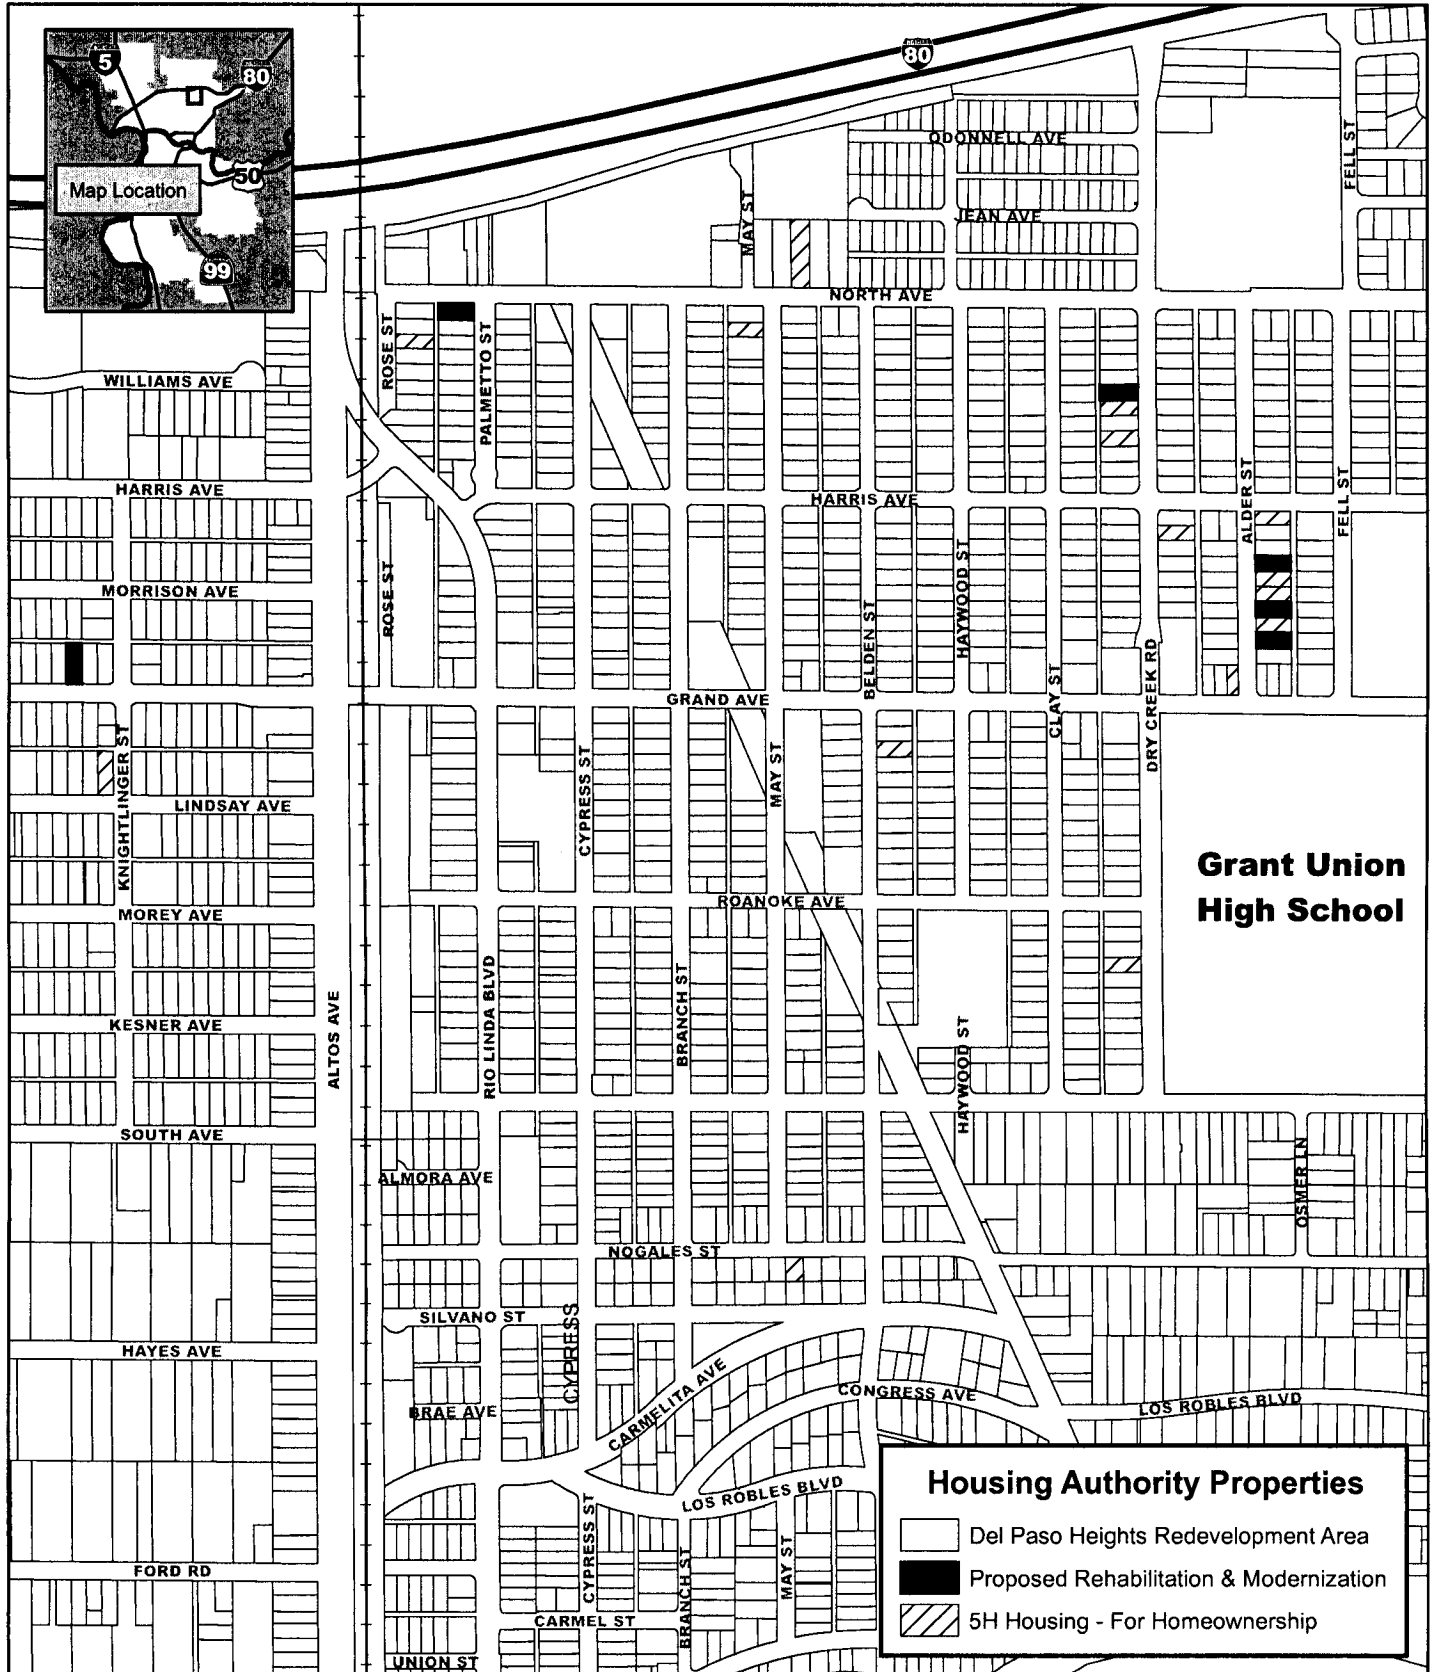 5
80
50
Map Location
99
80
ODONNELL AVE
FELL ST
MAY ST
JEAN AVE
NORTH AVE
ROSE ST
PALMETTO ST
WILLIAMS AVE
HARRIS AVE
HARRIS AVE
ALDER ST
FELL ST
MORRISON AVE
ROSE ST
HAYWOOD ST
BELDEN ST
GRAND AVE
CLAY ST
DRY CREEK RD
KNIGHTLINGER ST
LINDSAY AVE
CYPRESS ST
MAY ST
Grant Union
High School
ROANOKE AVE
MOREY AVE
KESNER AVE
ALTOS AVE
RIO LINDA BLVD
BRANCH ST
HAYWOOD ST
SOUTH AVE
ALMORA AVE
OSMER LN
NOGALES ST
SILVANO ST
CYPRESS
HAYES AVE
CARMELITA AVE
CONGRESS AVE
LOS ROBLES BLVD
BRAE AVE
LOS ROBLES BLVD
CYPRESS ST
BRANCH ST
MAY ST
FORD RD
CARMEL ST
UNION ST
Housing Authority Properties
Del Paso Heights Redevelopment Area
Proposed Rehabilitation & Modernization
5H Housing - For Homeownership